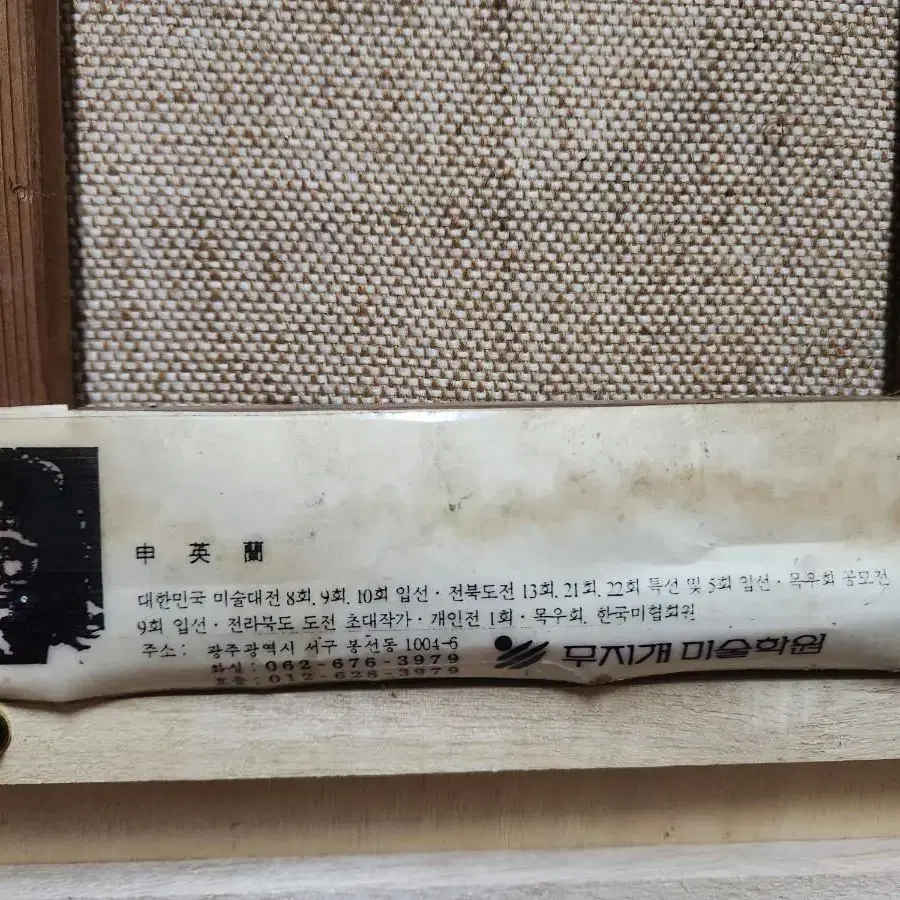 申 英 蘭
대한민국 미술대전 8회, 9회, 10회 입선 · 전북도전 13회, 21회, 22회 특선 및 5회 입선 · 목우회 공모전
9회 입선 · 전라북도 도전 초대작가 · 개인전 1회 · 목우회, 한국미협회원
주소 : 광주광역시 서구 봉선동 1004-6
화실 : 062-676-3979
호출 : 012-628-3979
무지개 미술학원